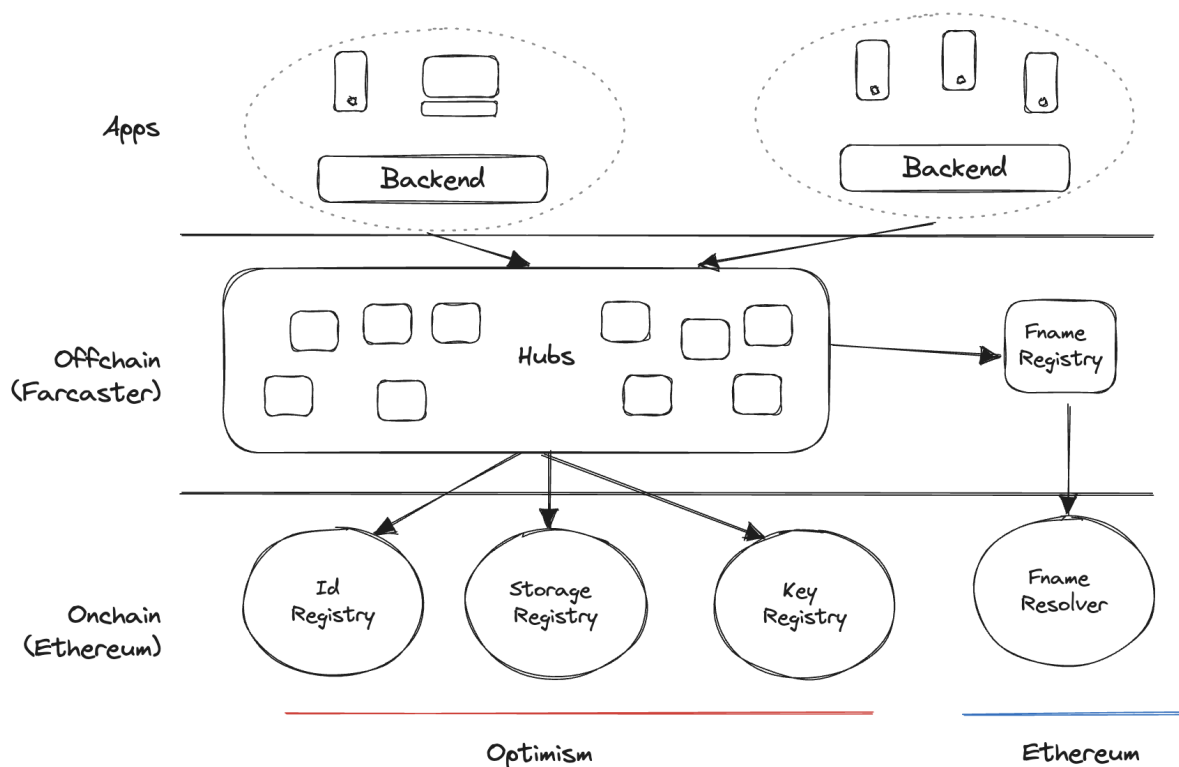 Apps
Backend
Backend
Offchain
(Farcaster)
Hubs
Fname
Registry
Onchain
(Ethereum)
Id
Registry
Storage
Registry
Key
Registry
Fname
Resolver
Optimism
Ethereum